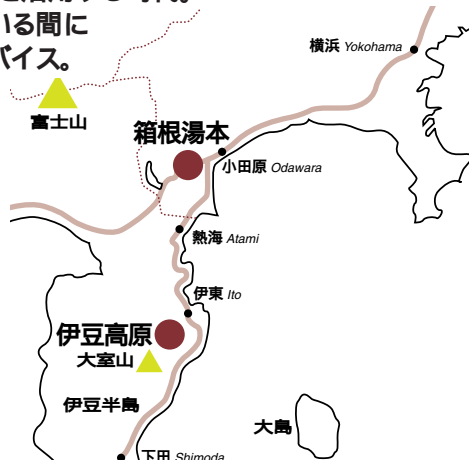 いる間に
バイス。
横浜 Yokohama
富士山
箱根湯本
小田原 Odawara
熱海 Atami
伊東 Ito
伊豆高原
大室山
伊豆半島
大島
下田 Shimoda